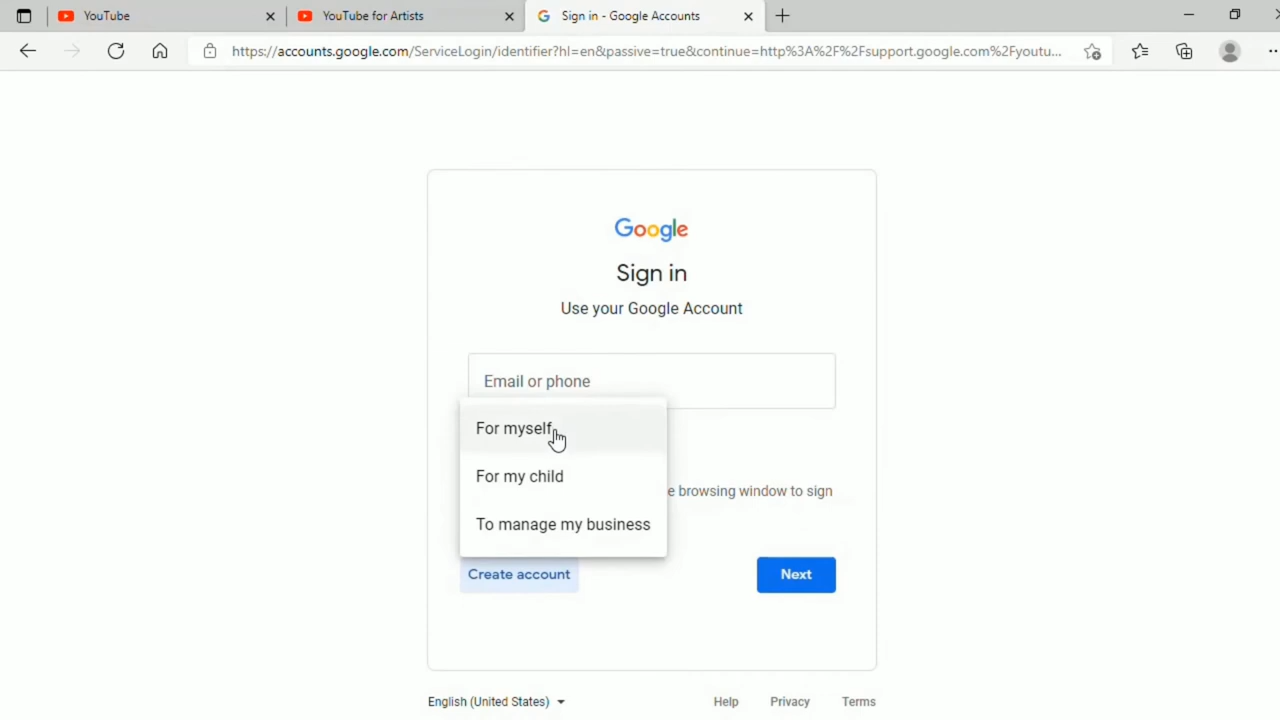 YouTube
YouTube for Artists
Sign in - Google Accounts
https://accounts.google.com/ServiceLogin/identifier?hl=en&passive=true&continue=http%3A%2F%2Fsupport.google.com%2Fyoutu...
Google
Sign in
Use your Google Account
Email or phone
For myself
For my child
e browsing window to sign
To manage my business
Create account
Next
English (United States)
Help
Privacy
Terms